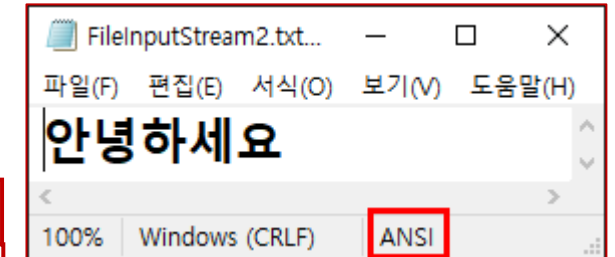 FileInputStream2.txt...
파일(F) 편집(E) 서식(O) 보기(V) 도움말(H)
안녕하세요
100% Windows (CRLF) ANSI